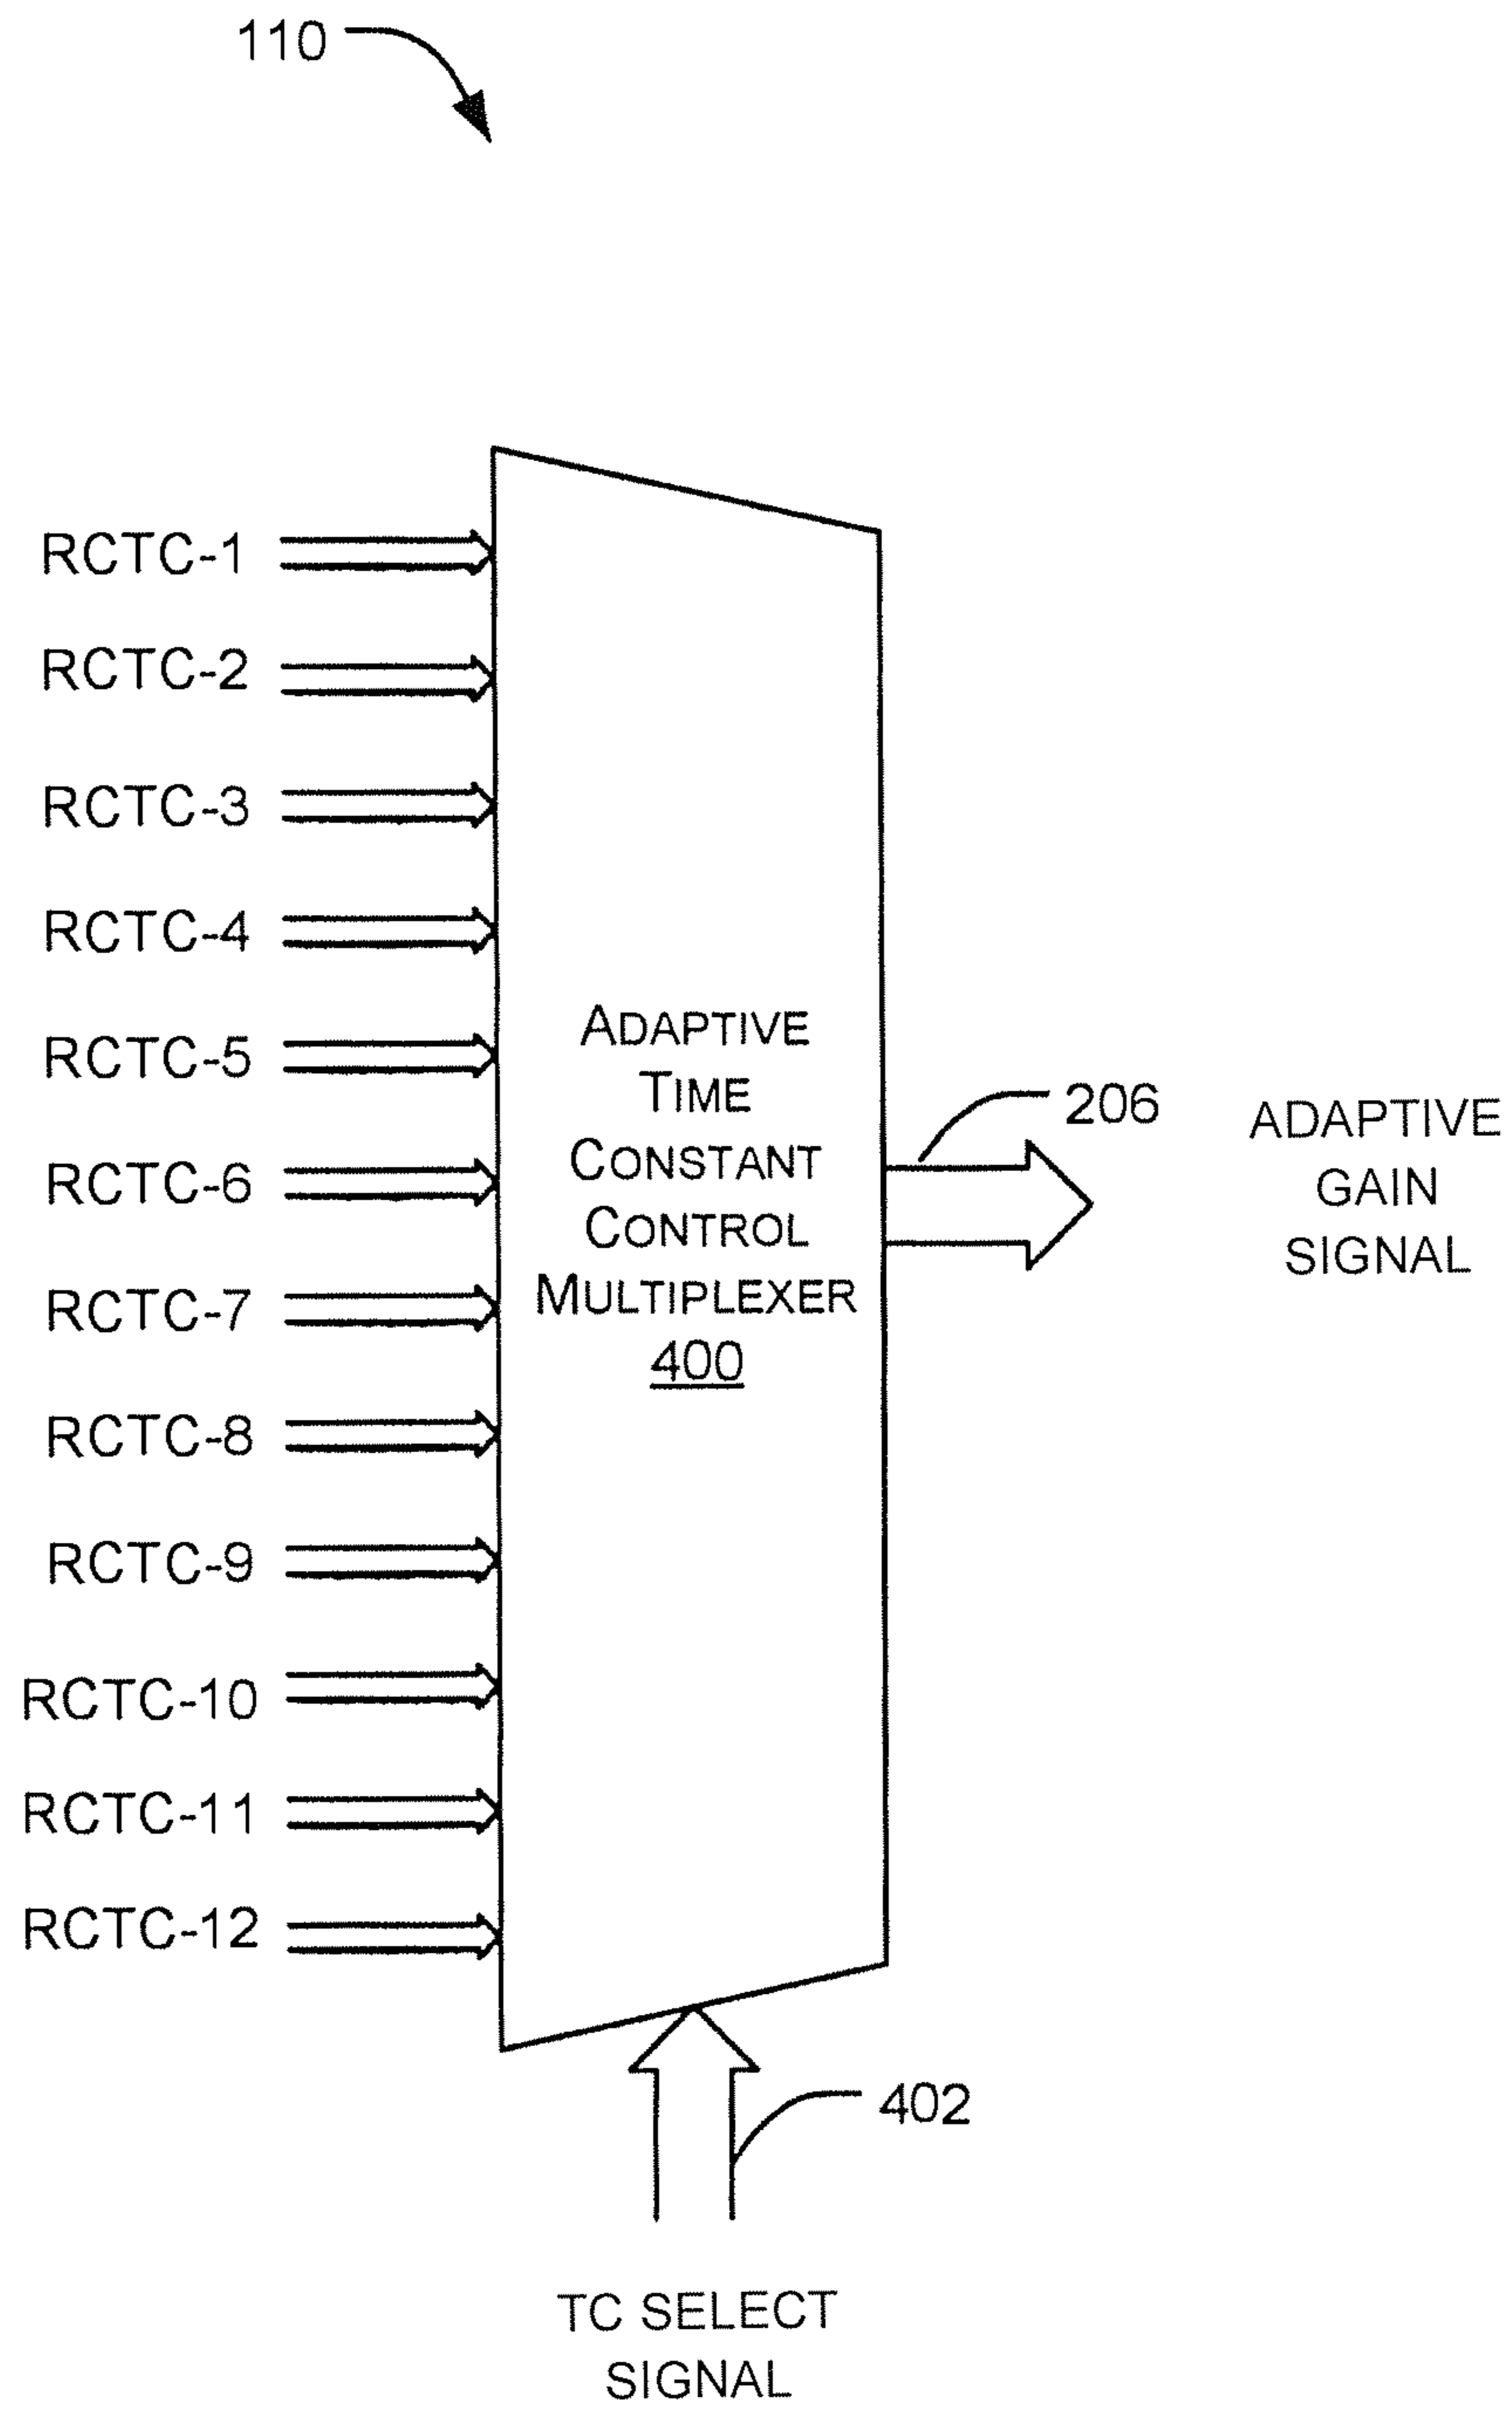 110
RCTC-1
RCTC-2
RCTC-3
RCTC-4
RCTC-5
RCTC-6
RCTC-7
RCTC-8
RCTC-9
RCTC-10
RCTC-11
RCTC-12
ADAPTIVE
TIME
CONSTANT
CONTROL
MULTIPLEXER
400
206
ADAPTIVE
GAIN
SIGNAL
402
TC SELECT
SIGNAL